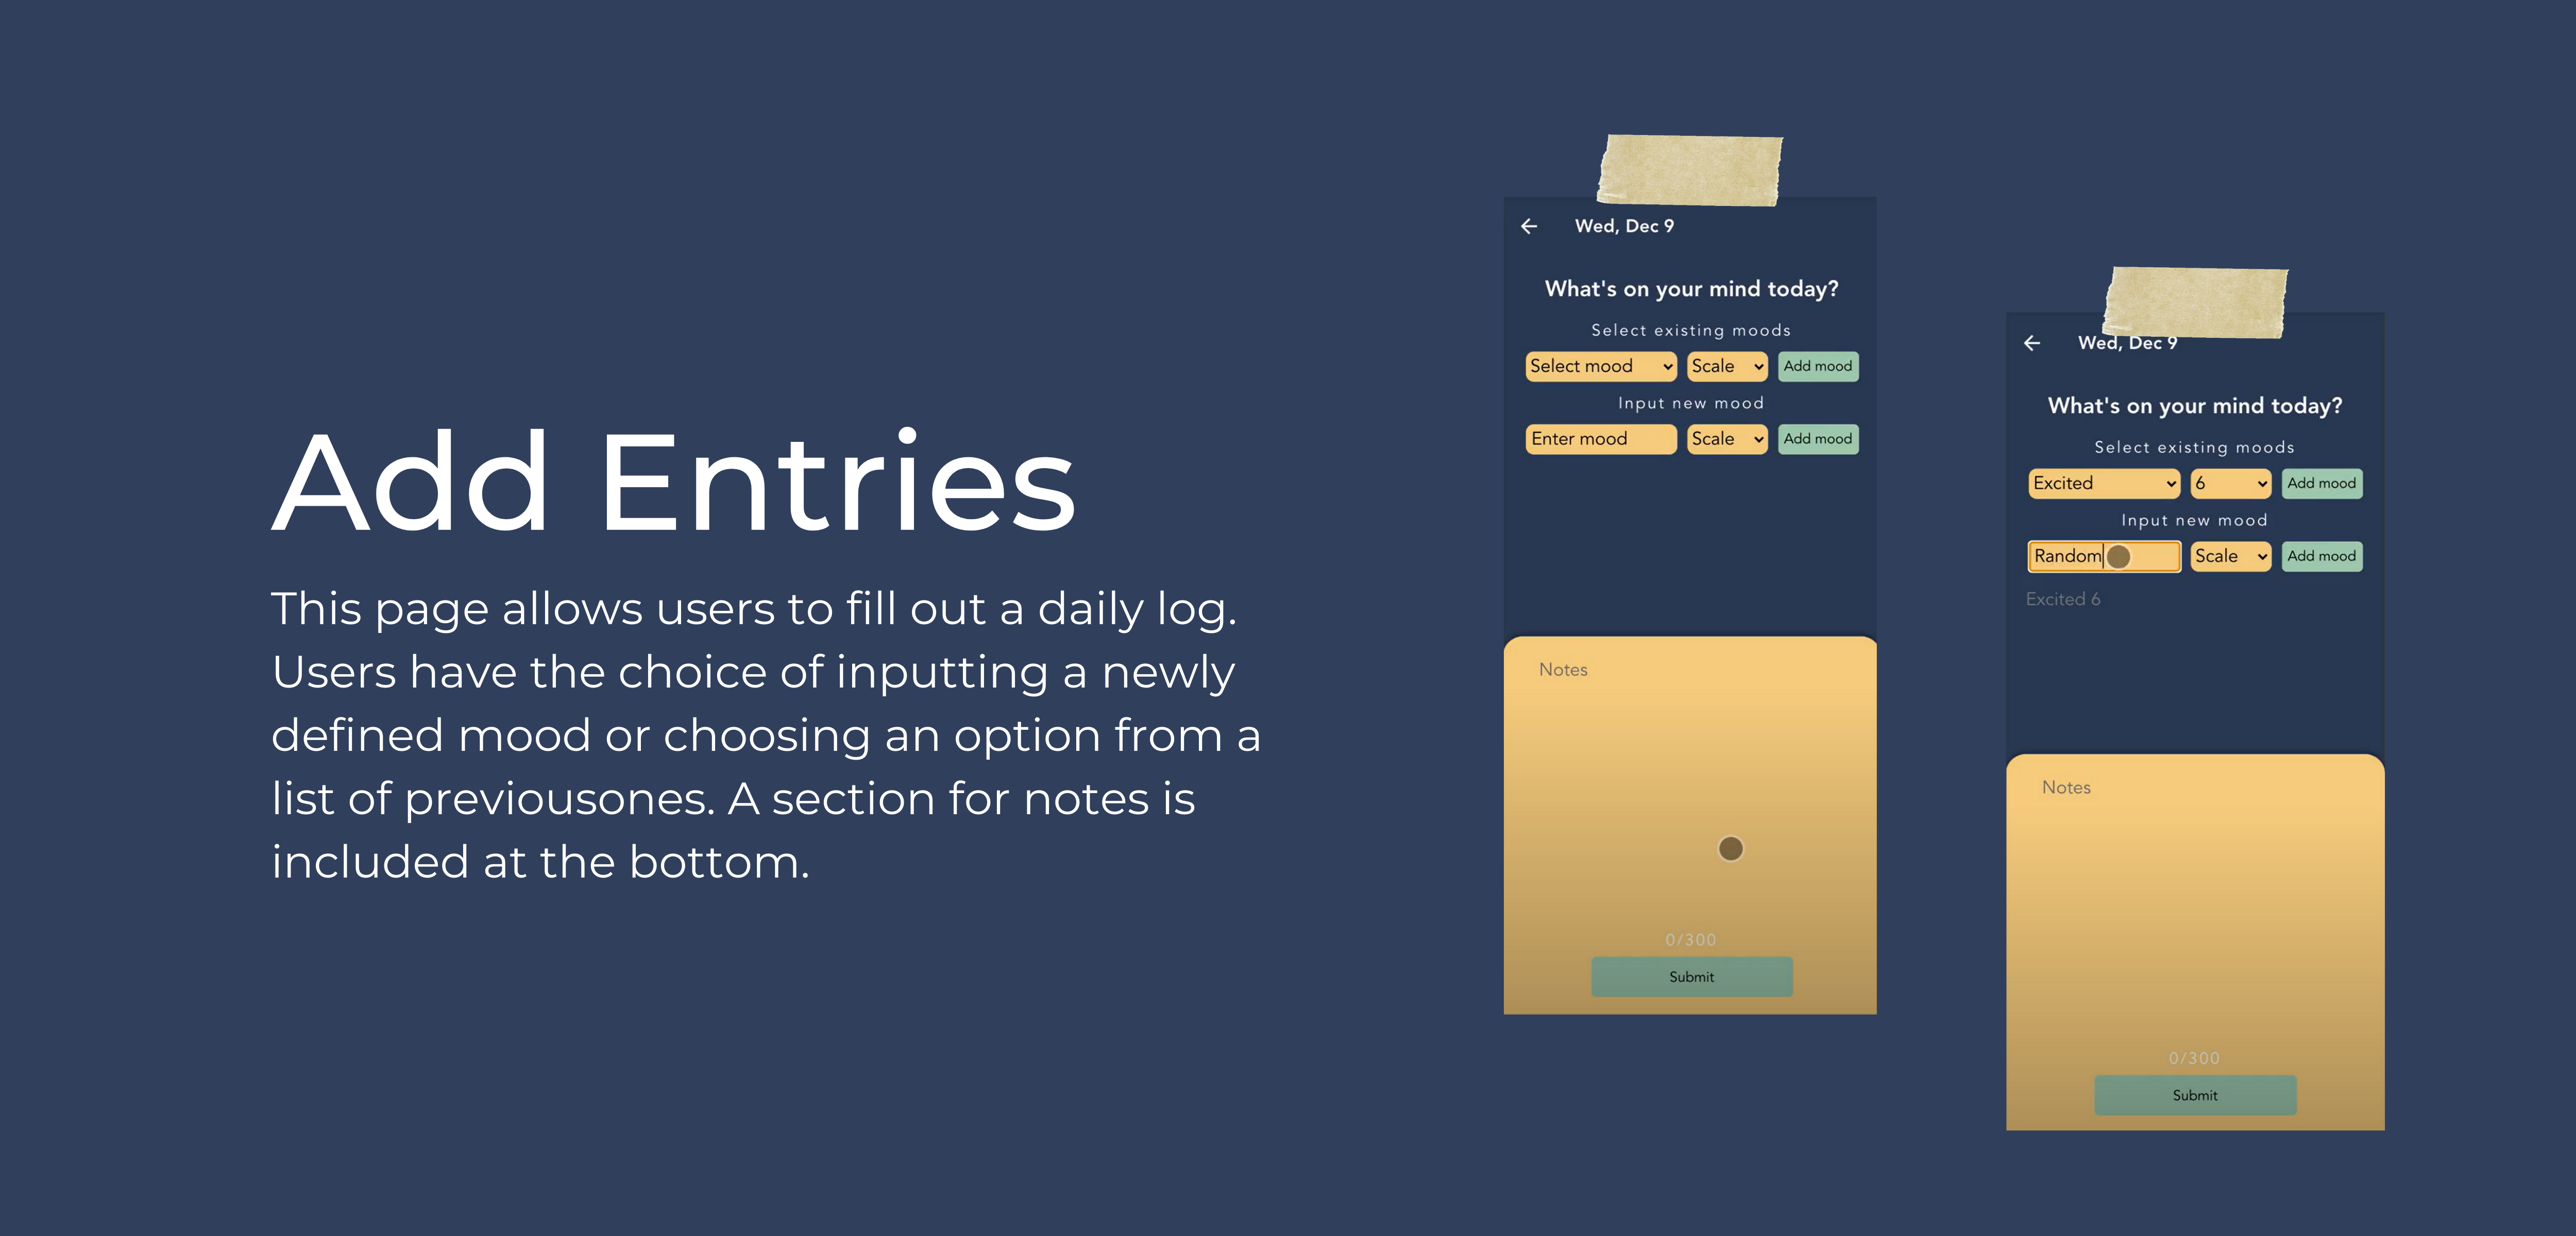 Add Entries
This page allows users to fill out a daily log.
Users have the choice of inputting a newly
defined mood or choosing an option from a
list of previousones. A section for notes is
included at the bottom.
Wed, Dec 9
What's on your mind today?
Select existing moods
Select mood Scale Add mood
Input new mood
Enter mood Scale Add mood
Notes
0/300
Submit
Wed, Dec 9
What's on your mind today?
Select existing moods
Excited 6 Add mood
Input new mood
Random Scale Add mood
Excited 6
Notes
0/300
Submit